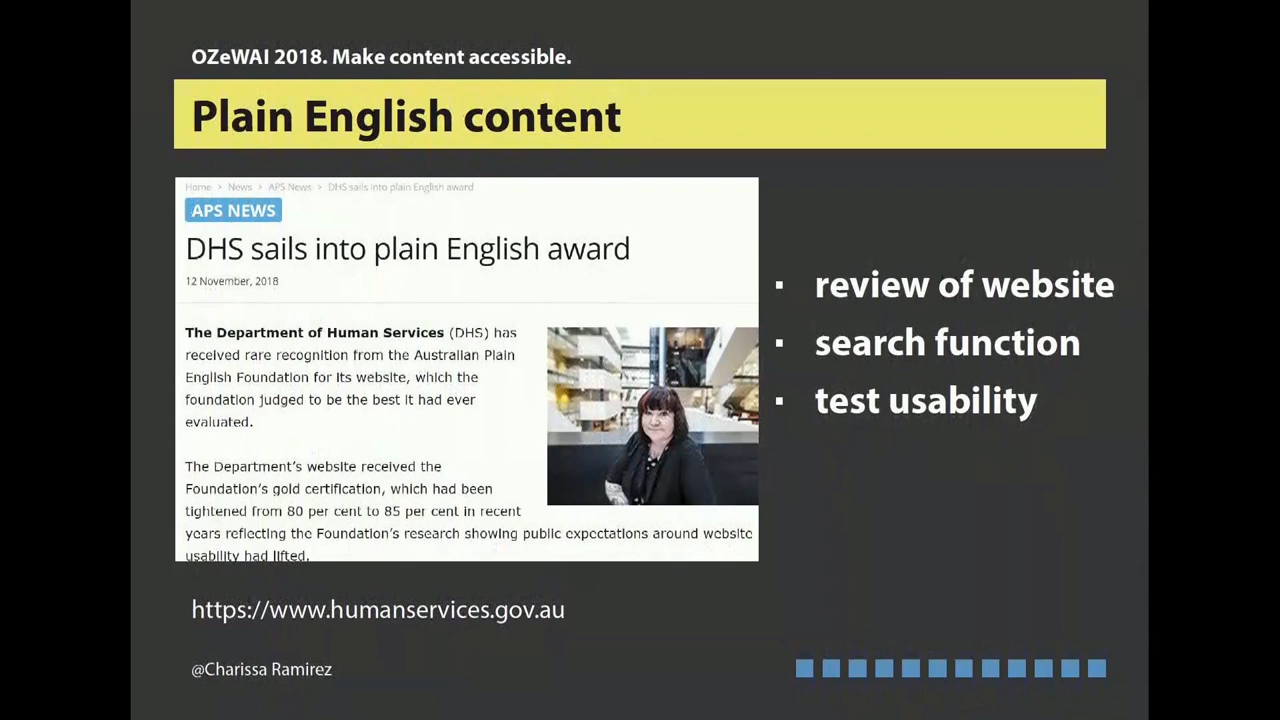 OZeWAI 2018. Make content accessible.
Plain English content
Home > News > APS News > DHS sails into plain English award
APS NEWS
DHS sails into plain English award
12 November, 2018
The Department of Human Services (DHS) has
received rare recognition from the Australian Plain
English Foundation for its website, which the
foundation judged to be the best it had ever
evaluated.
The Department's website received the
Foundation's gold certification, which had been
tightened from 80 per cent to 85 per cent in recent
years reflecting the Foundation's research showing public expectations around website
usability had lifted.
▪ review of website
▪ search function
▪ test usability
https://www.humanservices.gov.au
@Charissa Ramirez